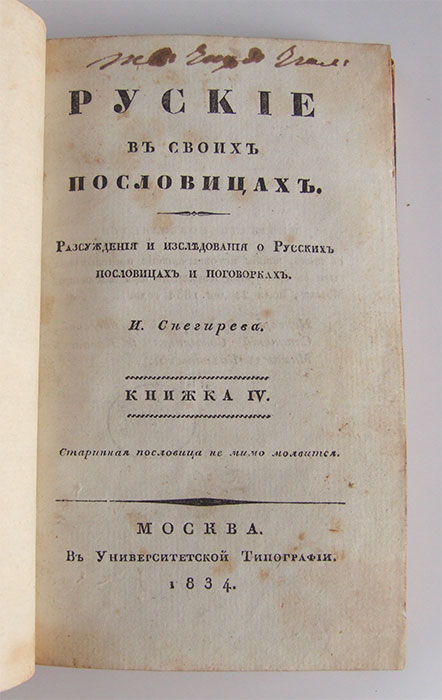 РУСКІЕ
ВЪ СВОИХЪ
ПОСЛОВИЦАХЪ.
РАЗСУЖДЕНІЯ И ИЗСЛѢДОВАНІЯ О РУССКИХЪ
ПОСЛОВИЦАХЪ И ПОГОВОРКАХЪ.
И. Снегирева.
КНИЖКА IV.
Старинная пословица не мимо молвится.
МОСКВА.
ВЪ УНИВЕРСИТЕТСКОЙ ТИПОГРАФІИ.
1834.